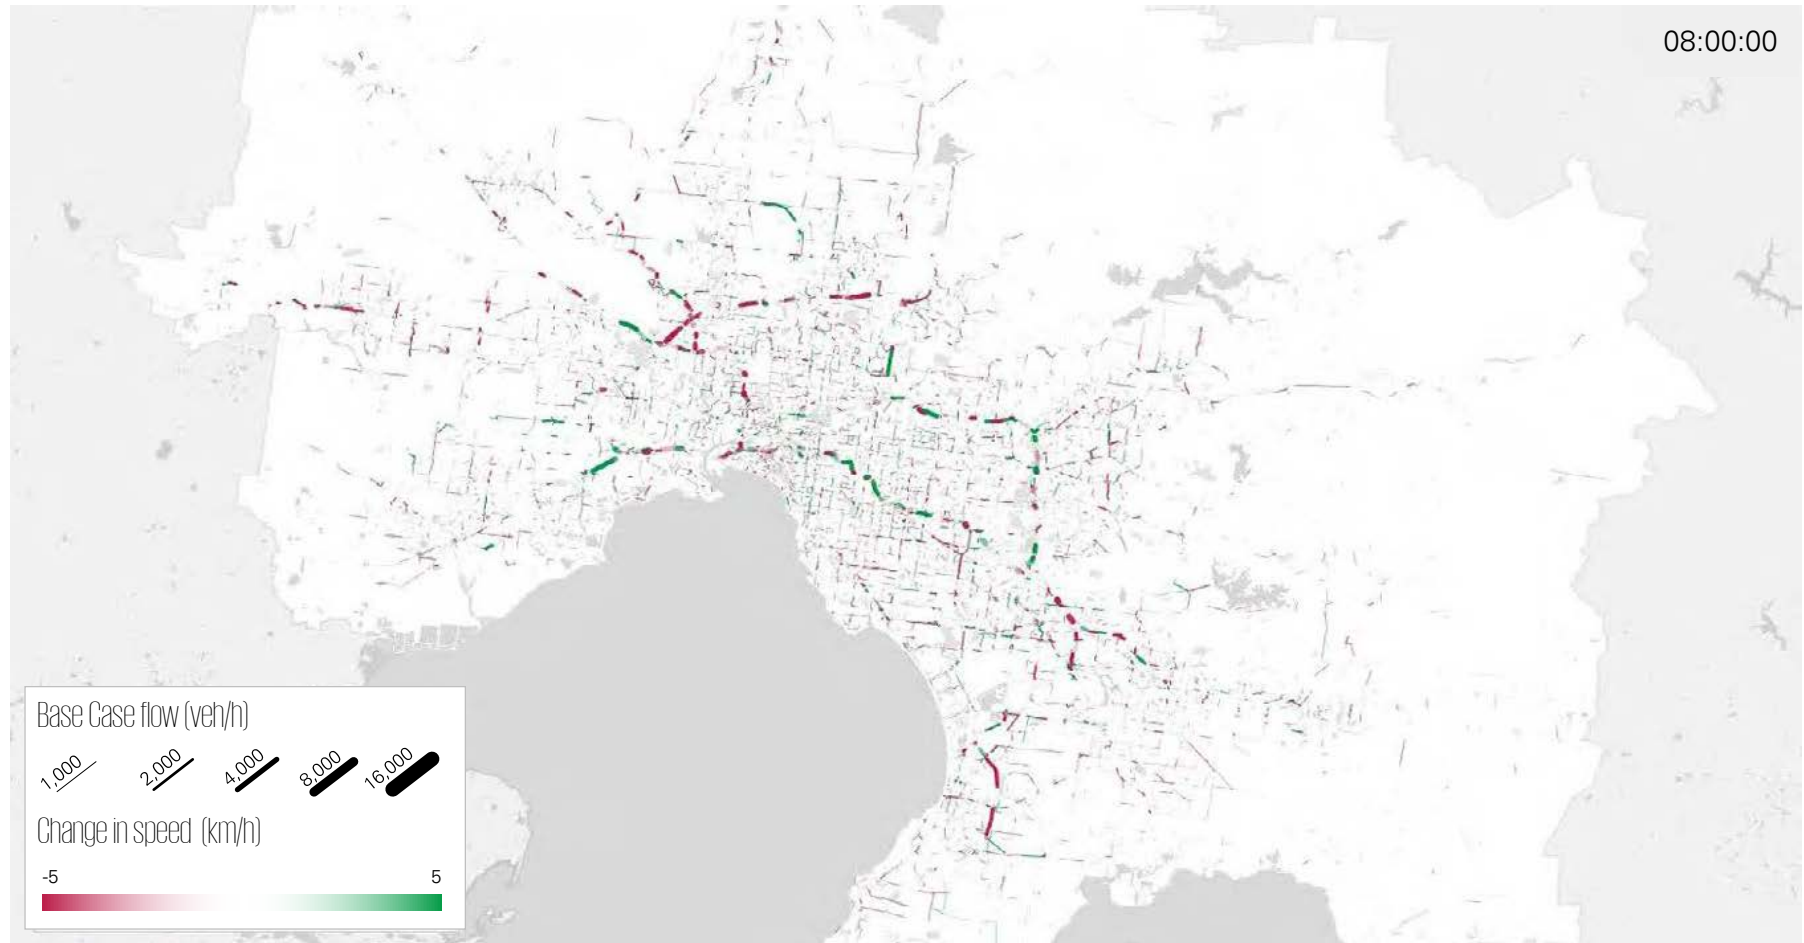 08:00:00
Base Case flow (veh/h)
1,000 2,000 4,000 8,000 16,000
Change in speed (km/h)
-5 5